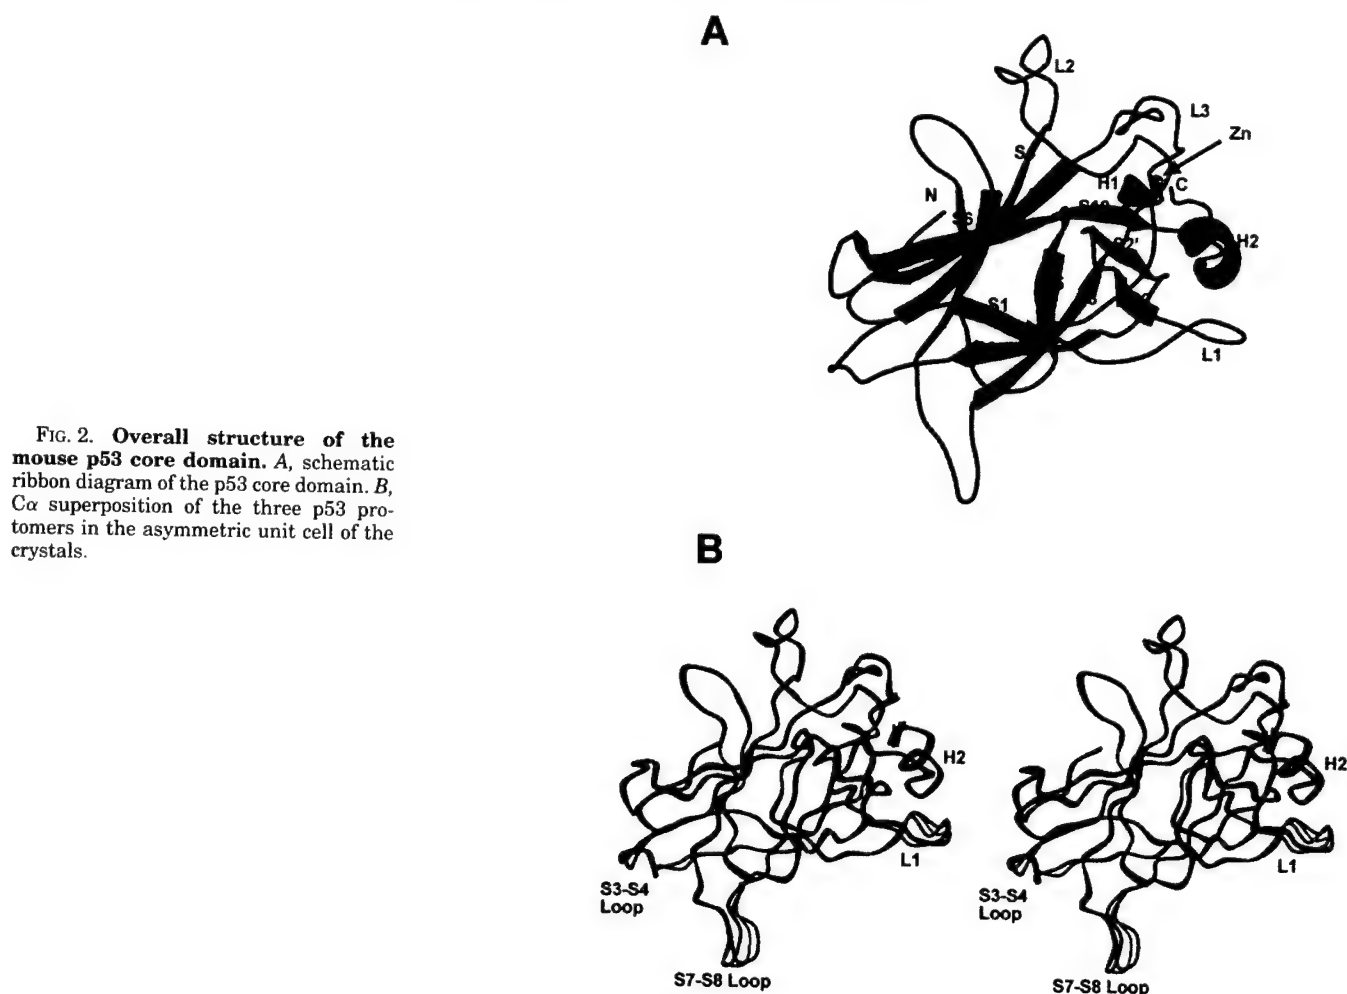 A
L2
L3
Zn
H1
C
N
S6
H2
S2'
S1
L1
FIG. 2. Overall structure of the
mouse p53 core domain. A, schematic
ribbon diagram of the p53 core domain. B,
Cα superposition of the three p53 pro-
tomers in the asymmetric unit cell of the
crystals.
B
H2
H2
L1
L1
S3-S4
Loop
S3-S4
Loop
S7-S8 Loop
S7-S8 Loop